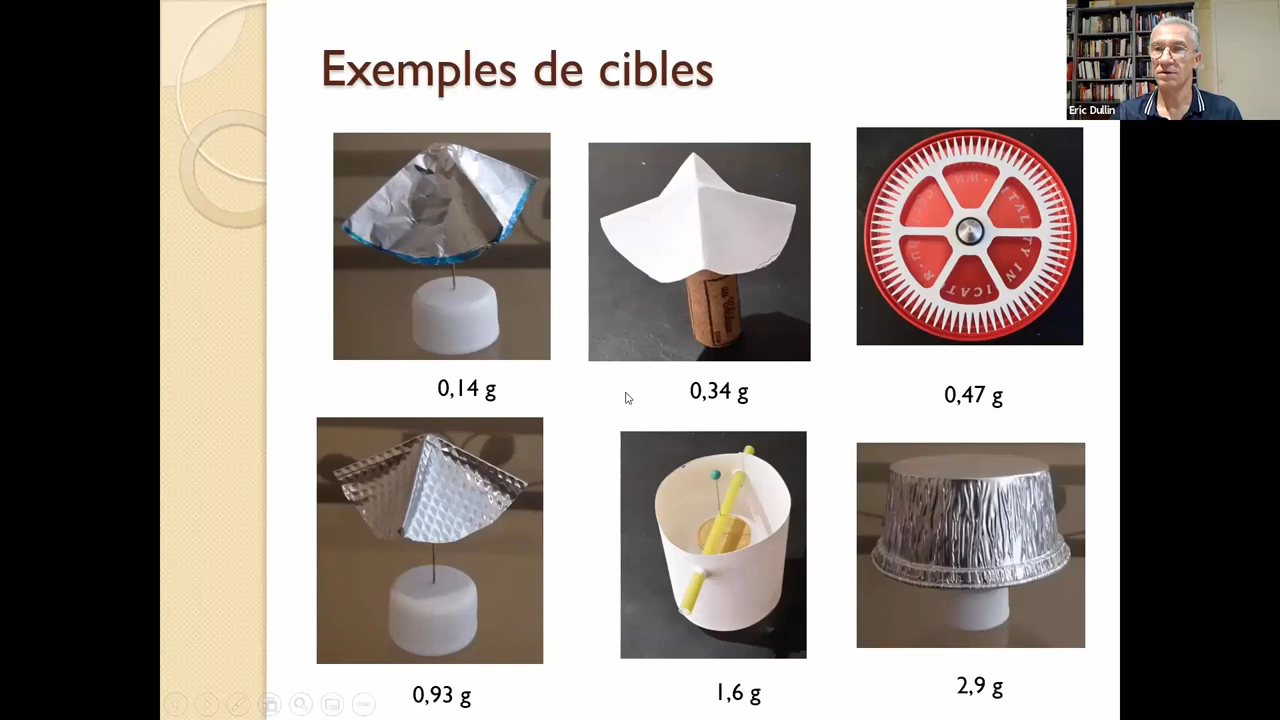 Exemples de cibles
Eric Dullin
0,14 g
0,34 g
0,47 g
0,93 g
1,6 g
2,9 g